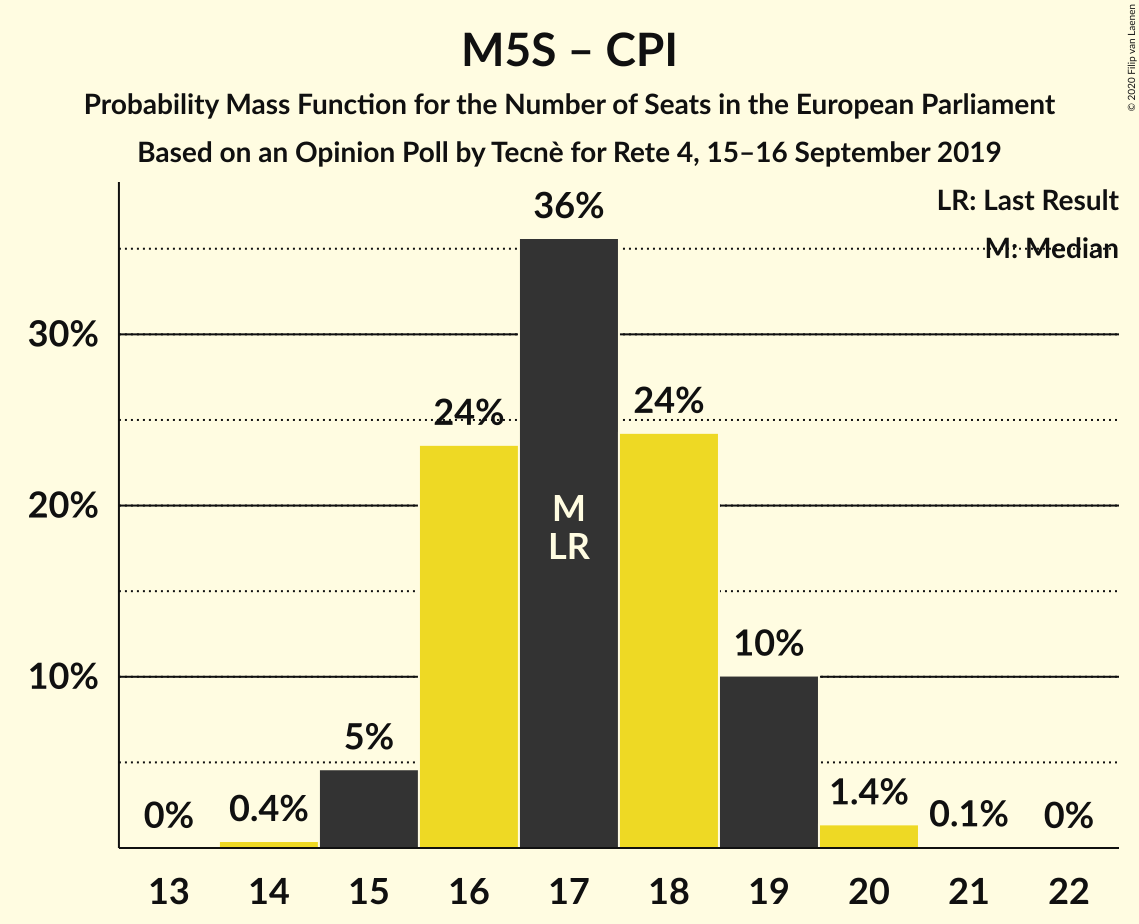 M5S – CPI
Probability Mass Function for the Number of Seats in the European Parliament
Based on an Opinion Poll by Tecnè for Rete 4, 15–16 September 2019
© 2020 Filip van Laenen
LR: Last Result
M: Median
30%
20%
10%
0%
0.4%
5%
24%
36%
24%
10%
1.4%
0.1%
0%
M
LR
13 14 15 16 17 18 19 20 21 22